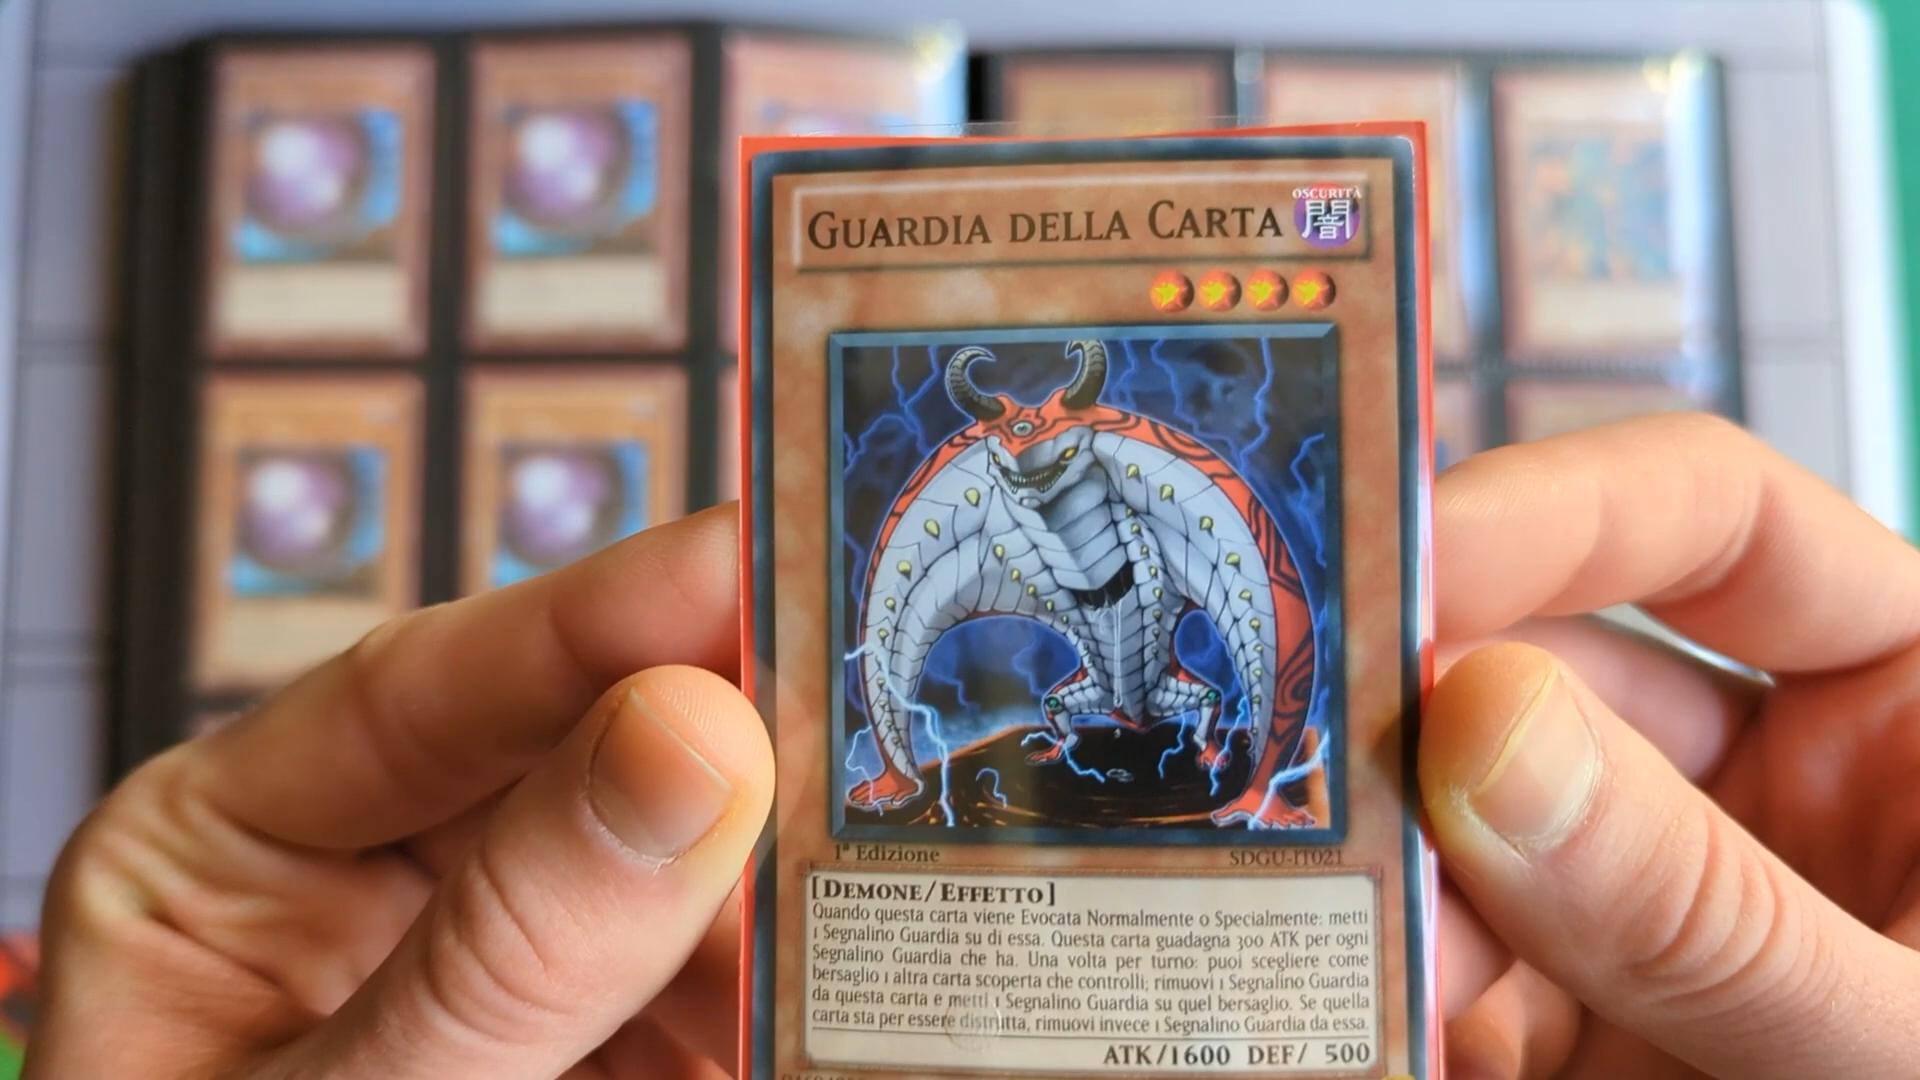 Guardia della Carta
OSCURITÀ
闇
1ª Edizione
SDGU-IT021
[Demone/Effetto]
Quando questa carta viene Evocata Normalmente o Specialmente: metti
1 Segnalino Guardia su di essa. Questa carta guadagna 300 ATK per ogni
Segnalino Guardia che ha. Una volta per turno: puoi scegliere come
bersaglio 1 altra carta scoperta che controlli; rimuovi 1 Segnalino Guardia
da questa carta e metti 1 Segnalino Guardia su quel bersaglio. Se quella
carta sta per essere distrutta, rimuovi invece 1 Segnalino Guardia da essa.
ATK/1600 DEF/ 500